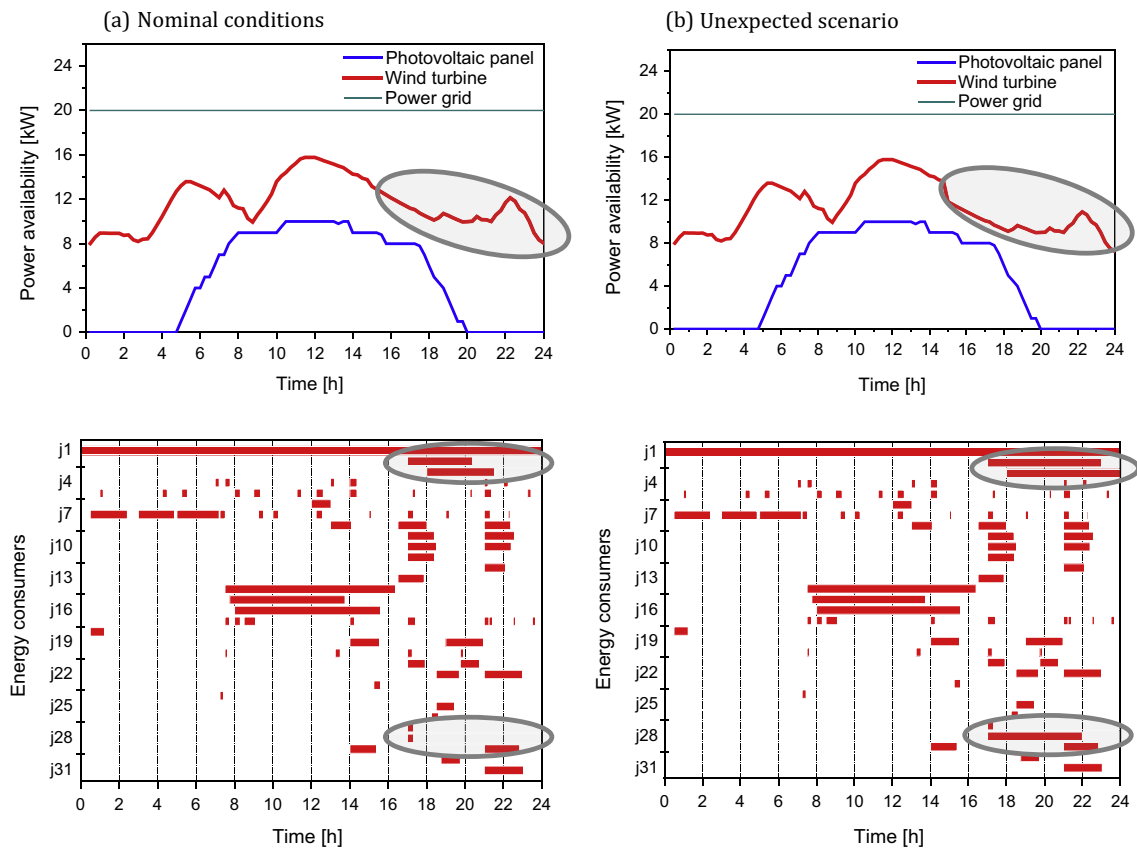 (a) Nominal conditions
(b) Unexpected scenario
Power availability [kW]
24
20
16
12
8
4
0
Photovoltaic panel
Wind turbine
Power grid
0 2 4 6 8 10 12 14 16 18 20 22 24
Time [h]
Power availability [kW]
24
20
16
12
8
4
0
Photovoltaic panel
Wind turbine
Power grid
0 2 4 6 8 10 12 14 16 18 20 22 24
Time [h]
Energy consumers
j1
j4
j7
j10
j13
j16
j19
j22
j25
j28
j31
0 2 4 6 8 10 12 14 16 18 20 22 24
Time [h]
Energy consumers
j1
j4
j7
j10
j13
j16
j19
j22
j25
j28
j31
0 2 4 6 8 10 12 14 16 18 20 22 24
Time [h]